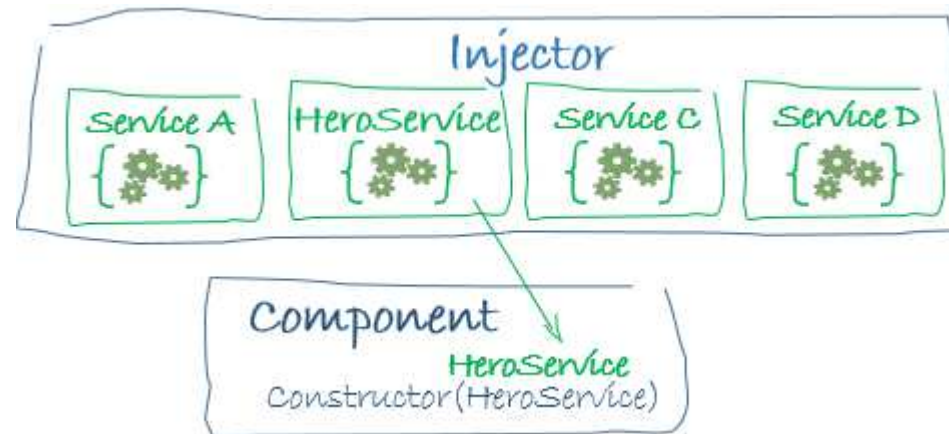 Injector
Service A
HeroService
Service C
Service D
Component
HeroService
Constructor(HeroService)